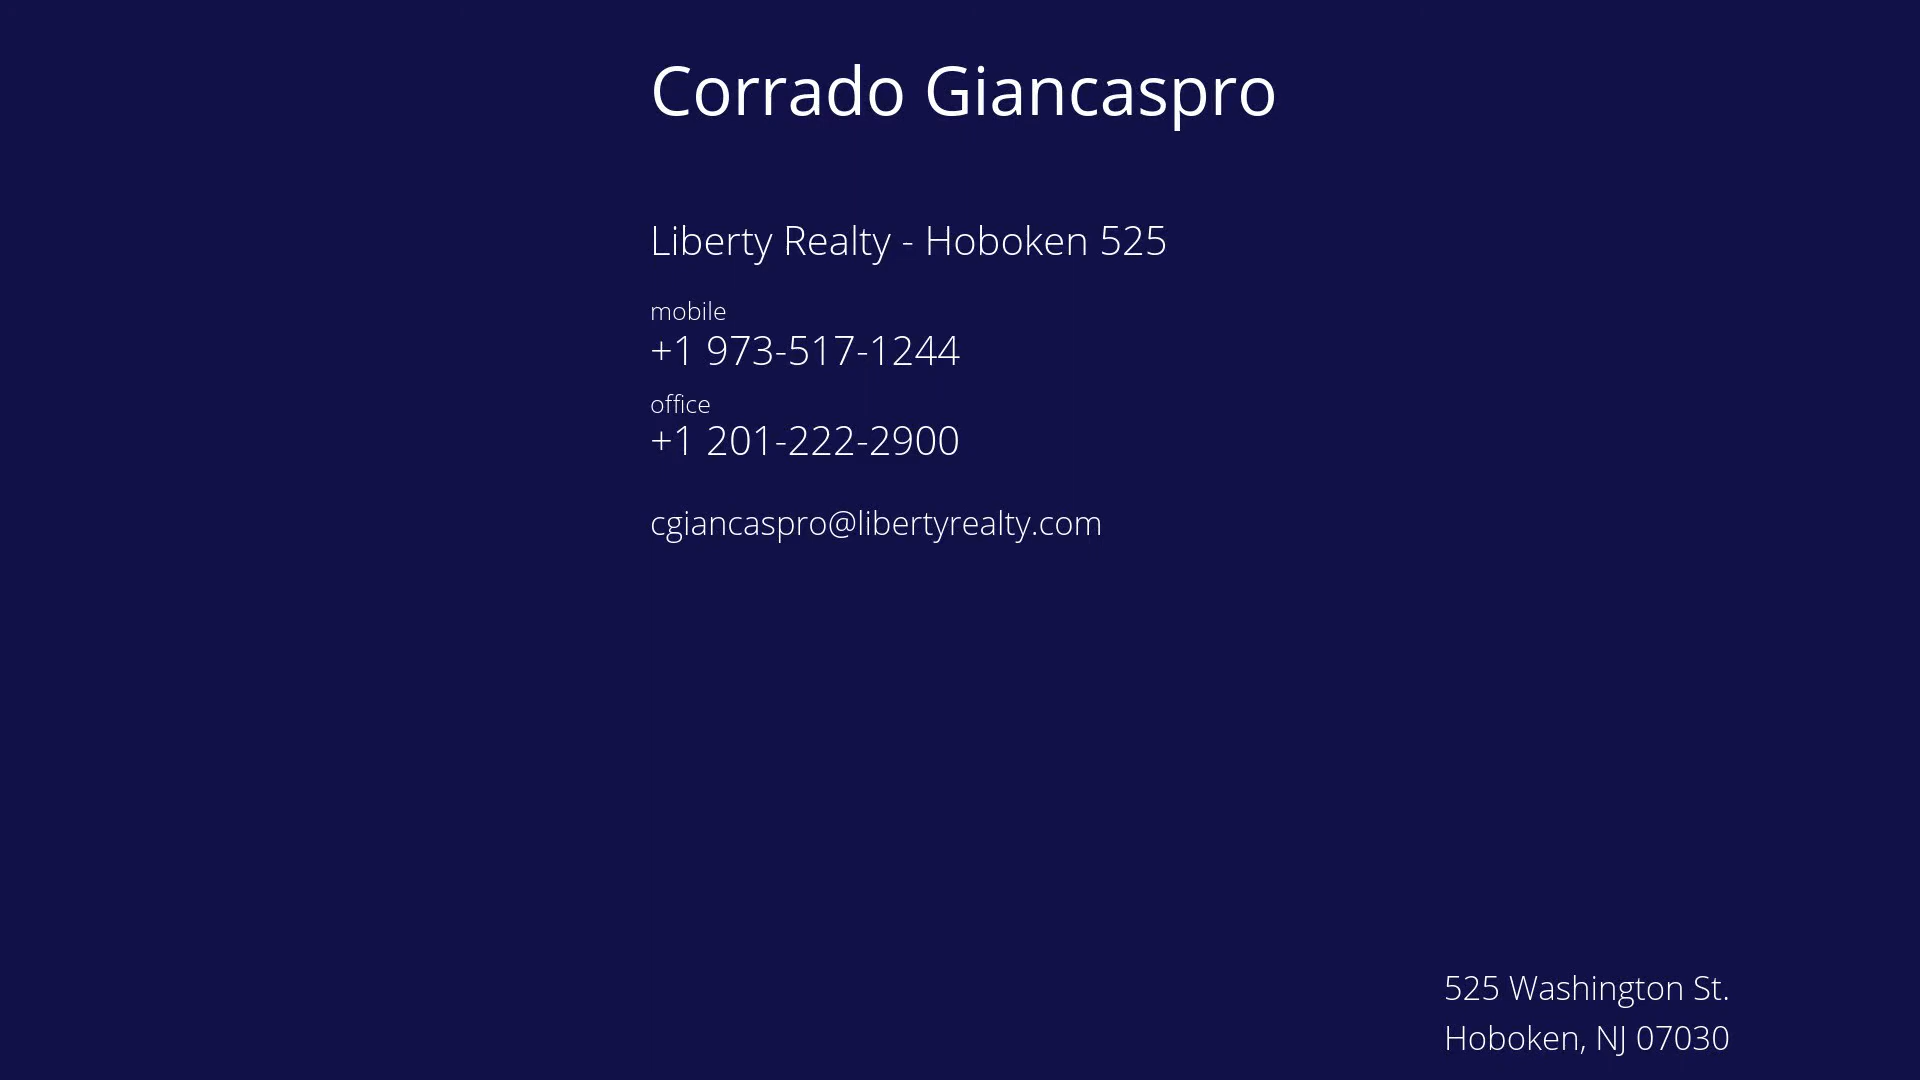 Corrado Giancaspro
Liberty Realty - Hoboken 525
mobile
+1 973-517-1244
office
+1 201-222-2900
cgiancaspro@libertyrealty.com
525 Washington St.
Hoboken, NJ 07030